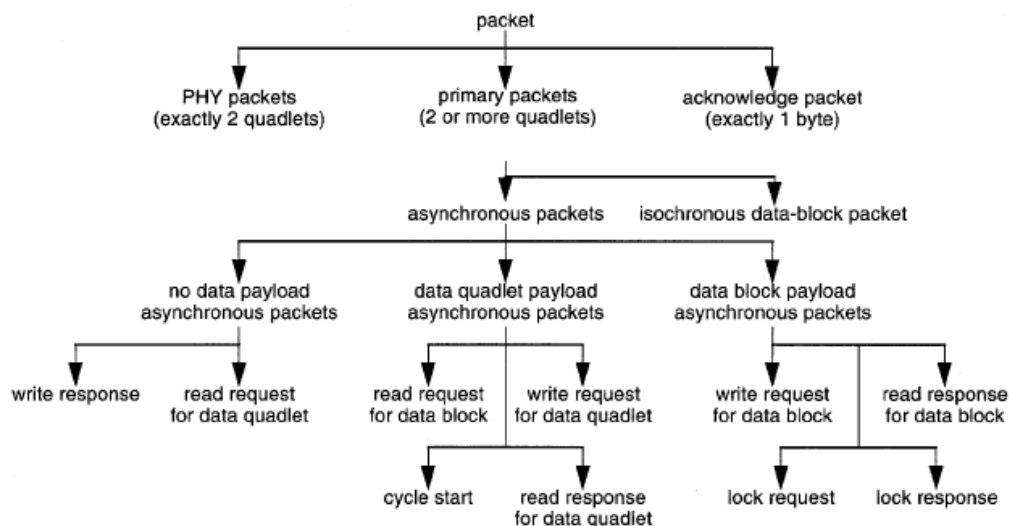 packet
PHY packets
(exactly 2 quadlets)
primary packets
(2 or more quadlets)
acknowledge packet
(exactly 1 byte)
asynchronous packets
isochronous data-block packet
no data payload
asynchronous packets
data quadlet payload
asynchronous packets
data block payload
asynchronous packets
write response
read request
for data quadlet
read request
for data block
write request
for data quadlet
write request
for data block
read response
for data block
cycle start
read response
for data quadlet
lock request
lock response